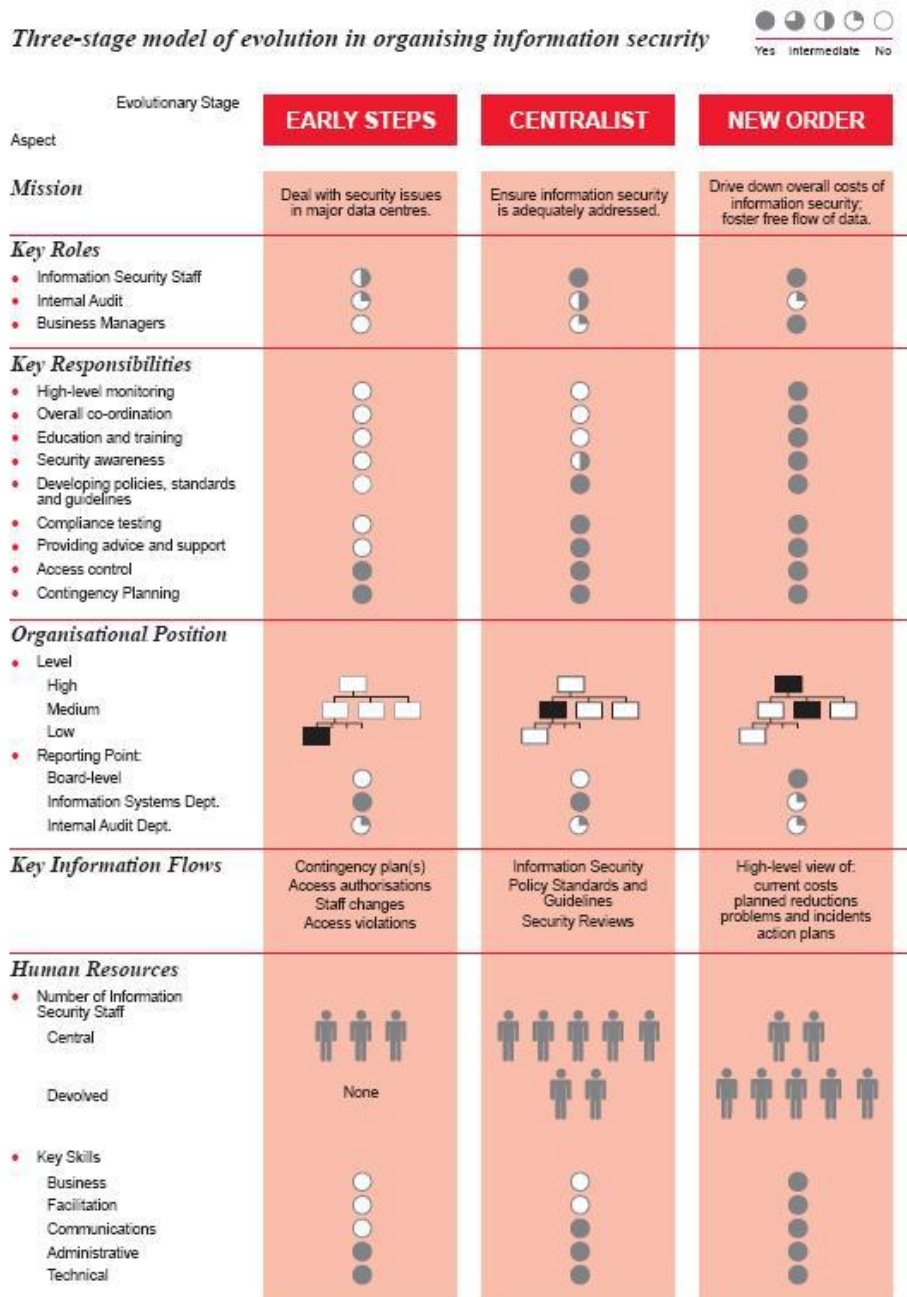 Three-stage model of evolution in organising information security
Yes Intermediate No
Evolutionary Stage
Aspect
EARLY STEPS
CENTRALIST
NEW ORDER
Mission
Deal with security issues
in major data centres.
Ensure information security
is adequately addressed.
Drive down overall costs of
information security;
foster free flow of data.
Key Roles
Information Security Staff
Internal Audit
Business Managers
Key Responsibilities
High-level monitoring
Overall co-ordination
Education and training
Security awareness
Developing policies, standards
and guidelines
Compliance testing
Providing advice and support
Access control
Contingency Planning
Organisational Position
Level
High
Medium
Low
Reporting Point:
Board-level
Information Systems Dept.
Internal Audit Dept.
Key Information Flows
Contingency plan(s)
Access authorisations
Staff changes
Access violations
Information Security
Policy Standards and
Guidelines
Security Reviews
High-level view of:
current costs
planned reductions
problems and incidents
action plans
Human Resources
Number of Information
Security Staff
Central
Devolved
None
Key Skills
Business
Facilitation
Communications
Administrative
Technical